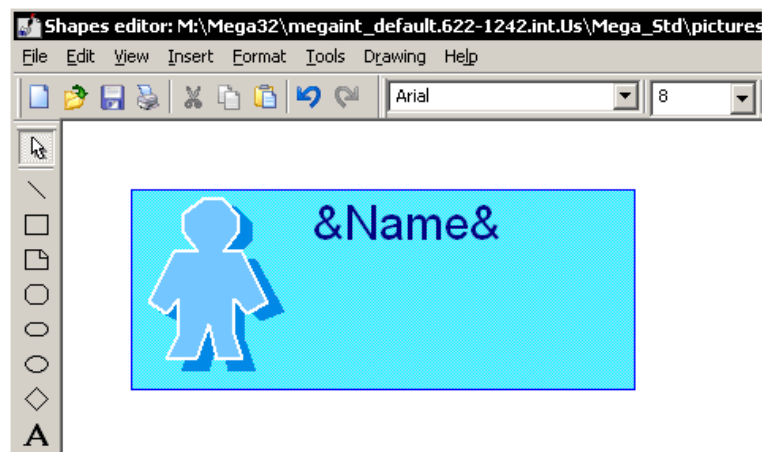 Shapes editor: M:\Mega32\megaint_default.622-1242.int.Us\Mega_Std\pictures
File Edit View Insert Format Tools Drawing Help
Arial 8
&Name&
A